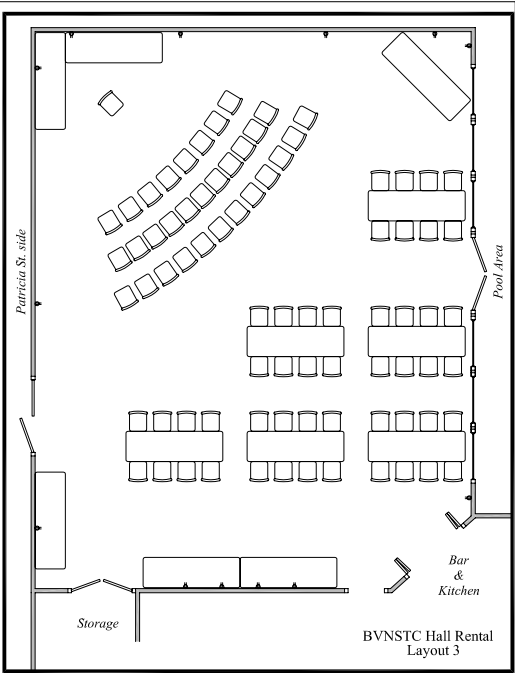 Patricia St. side
Pool Area
Bar
&
Kitchen
Storage
BVNSTC Hall Rental
Layout 3